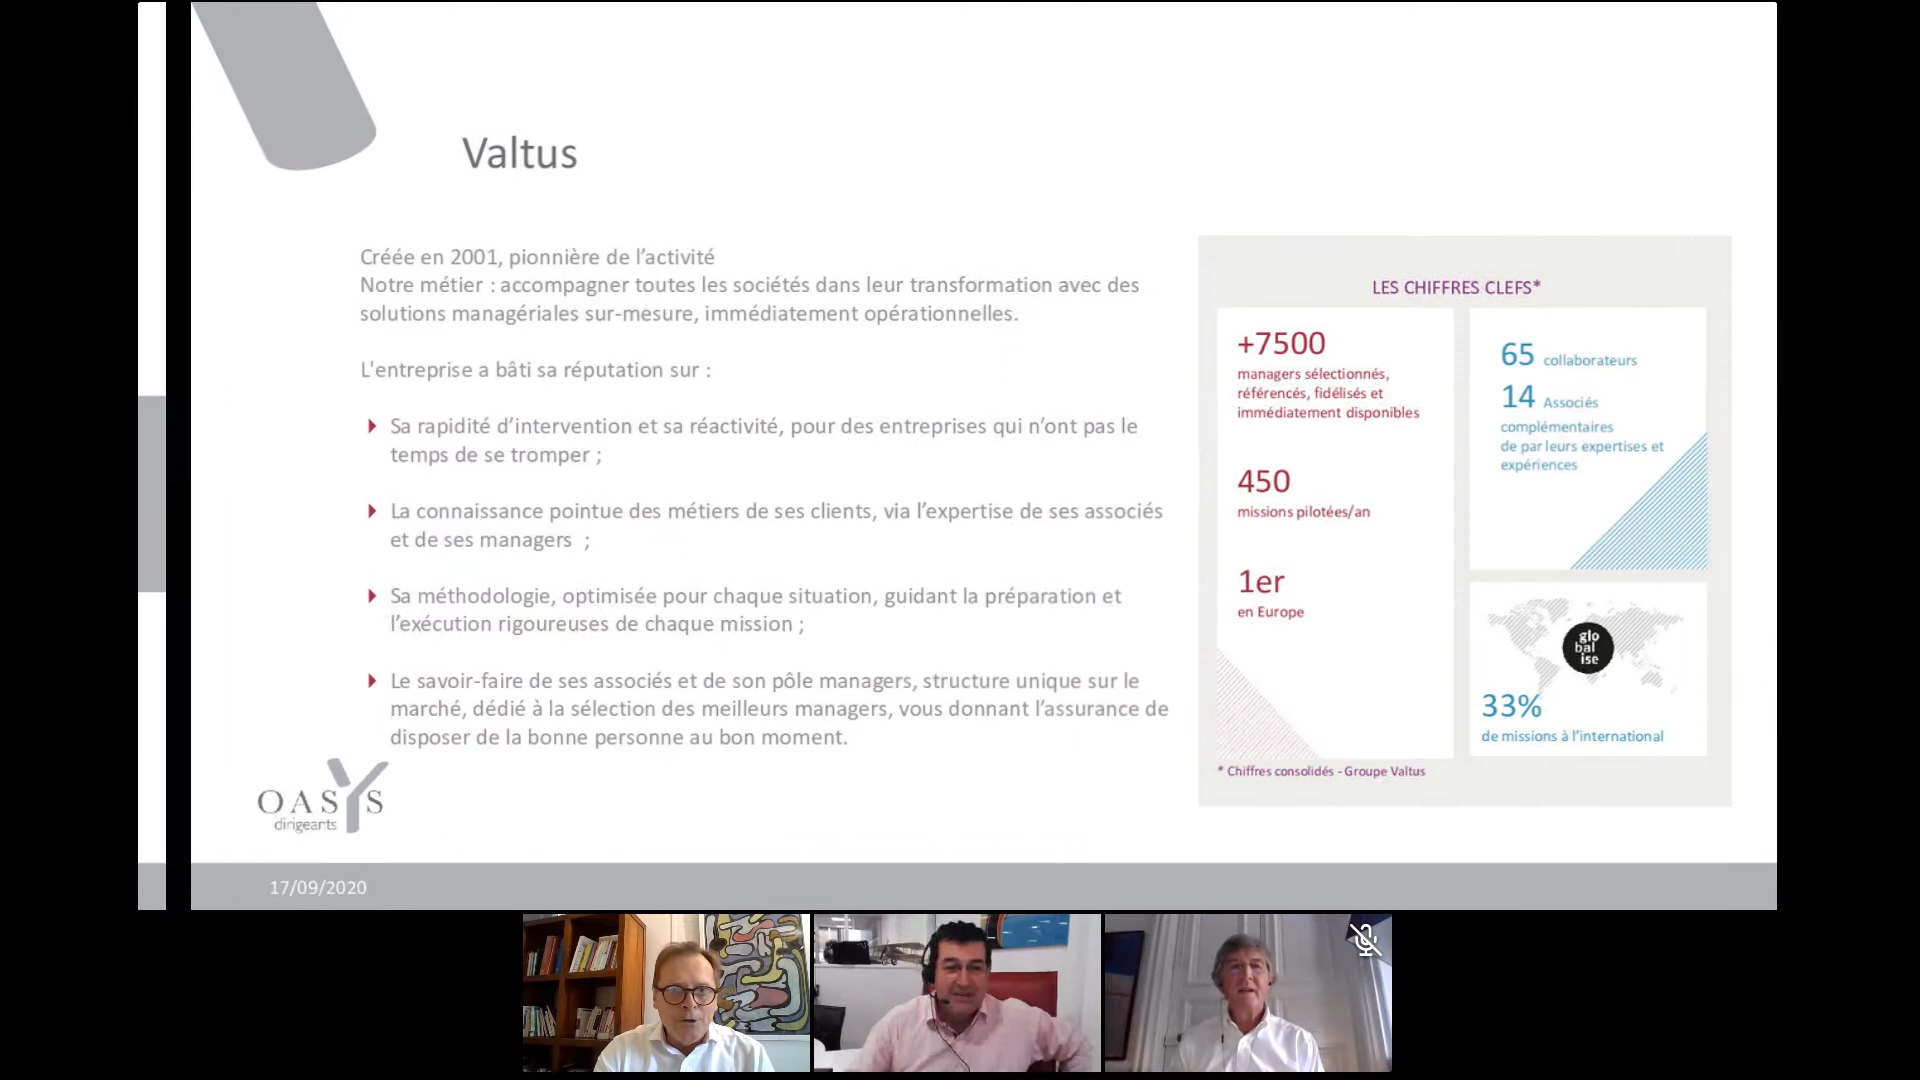 Valtus
Créée en 2001, pionnière de l’activité
Notre métier : accompagner toutes les sociétés dans leur transformation avec des
solutions managériales sur-mesure, immédiatement opérationnelles.
L'entreprise a bâti sa réputation sur :
Sa rapidité d’intervention et sa réactivité, pour des entreprises qui n’ont pas le
temps de se tromper ;
La connaissance pointue des métiers de ses clients, via l’expertise de ses associés
et de ses managers  ;
Sa méthodologie, optimisée pour chaque situation, guidant la préparation et
l’exécution rigoureuses de chaque mission ;
Le savoir-faire de ses associés et de son pôle managers, structure unique sur le
marché, dédié à la sélection des meilleurs managers, vous donnant l’assurance de
disposer de la bonne personne au bon moment.
LES CHIFFRES CLEFS*
+7500
managers sélectionnés,
référencés, fidélisés et
immédiatement disponibles
450
missions pilotées/an
1er
en Europe
65 collaborateurs
14 Associés
complémentaires
de par leurs expertises et
expériences
glo
bal
ise
33%
de missions à l’international
* Chiffres consolidés - Groupe Valtus
OASYS
dirigeants
17/09/2020